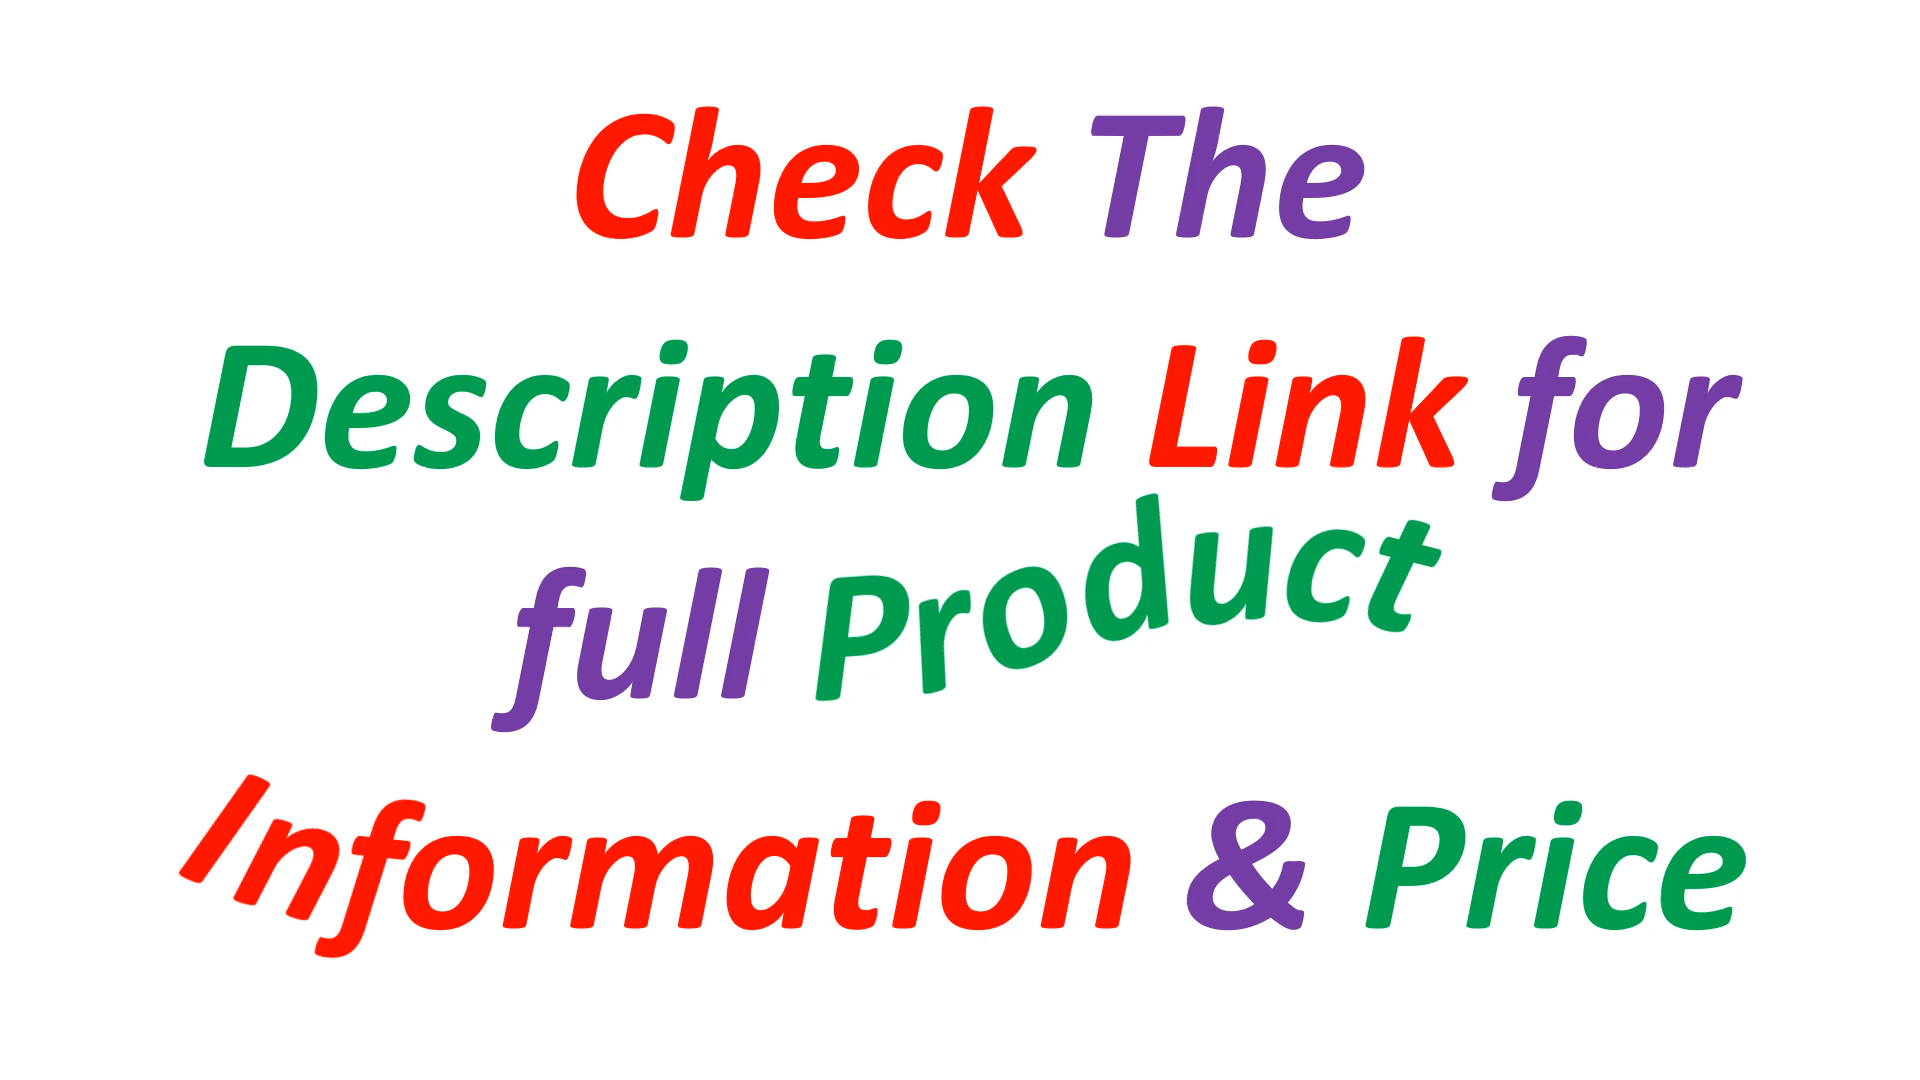 Check The
Description Link for
full Product
Information & Price